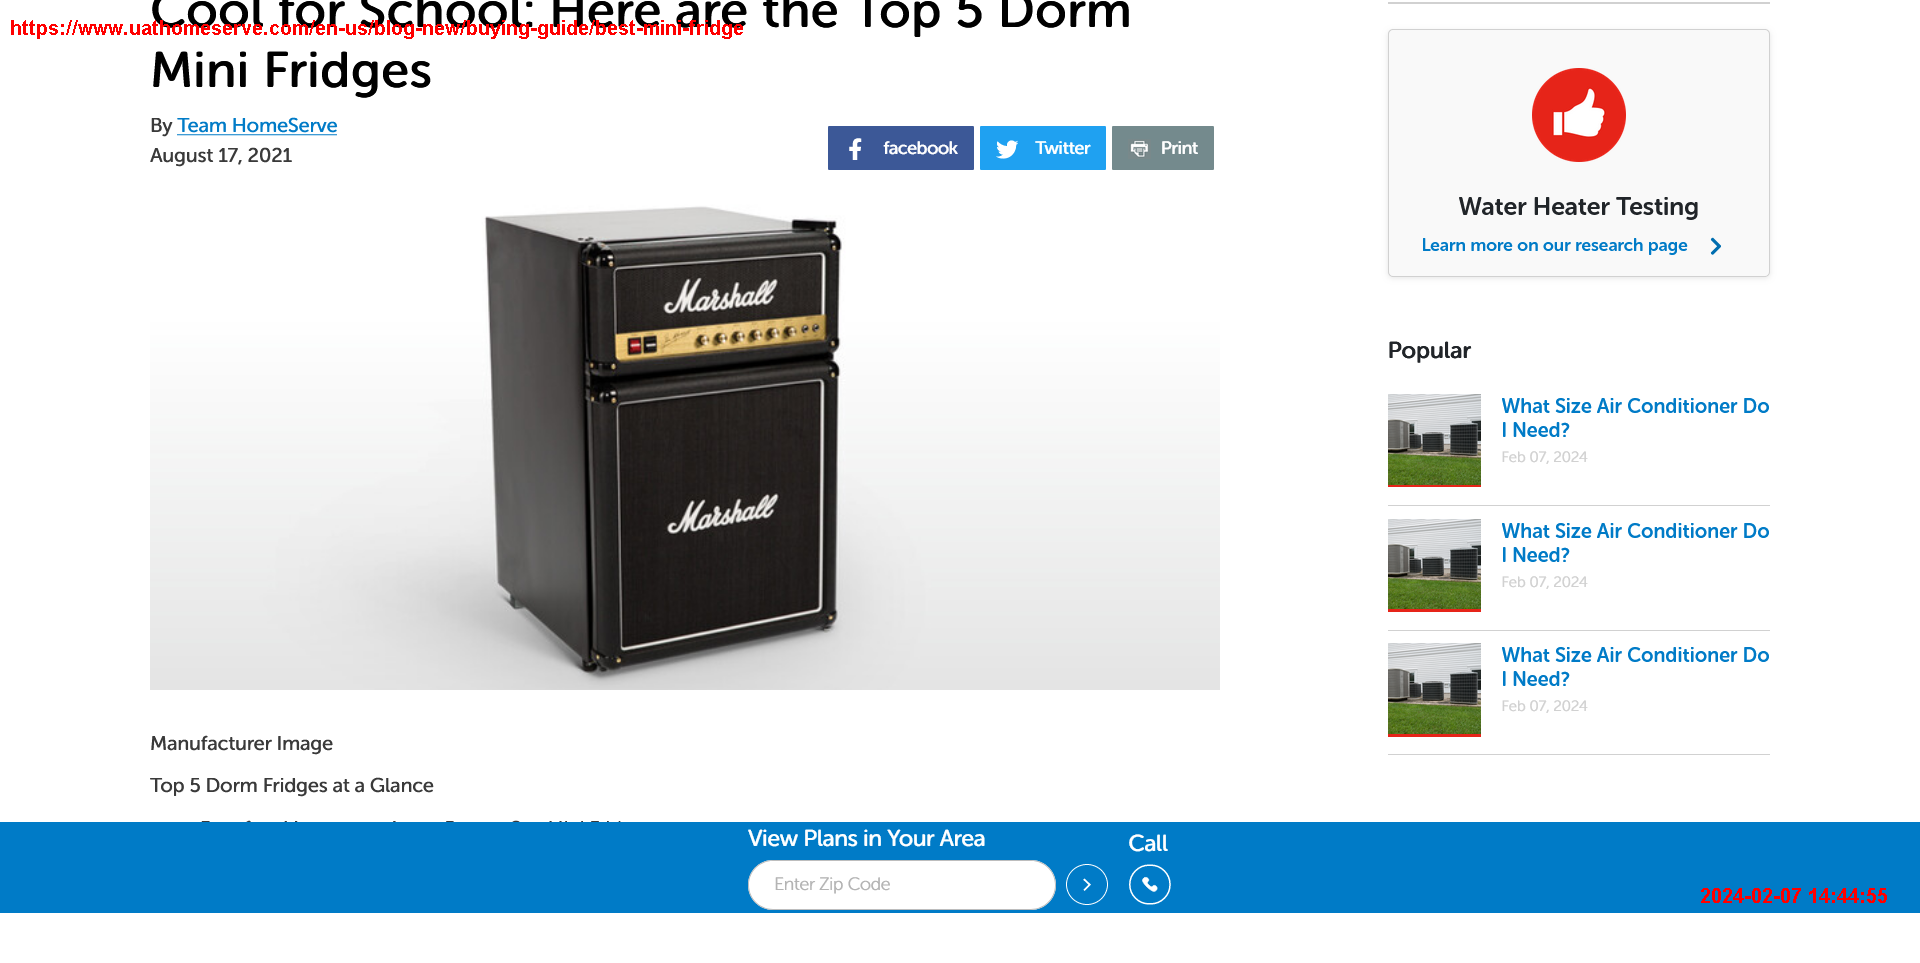 Cool for School: Here are the Top 5 Dorm
https://www.uathomeserve.com/en-us/blog-new/buying-guide/best-mini-fridge
Mini Fridges
By Team HomeServe
August 17, 2021
facebook
Twitter
Print
Marshall
Marshall
Manufacturer Image
Top 5 Dorm Fridges at a Glance
Water Heater Testing
Learn more on our research page
Popular
What Size Air Conditioner Do
I Need?
Feb 07, 2024
What Size Air Conditioner Do
I Need?
Feb 07, 2024
What Size Air Conditioner Do
I Need?
Feb 07, 2024
View Plans in Your Area
Enter Zip Code
Call
2024-02-07 14:44:55